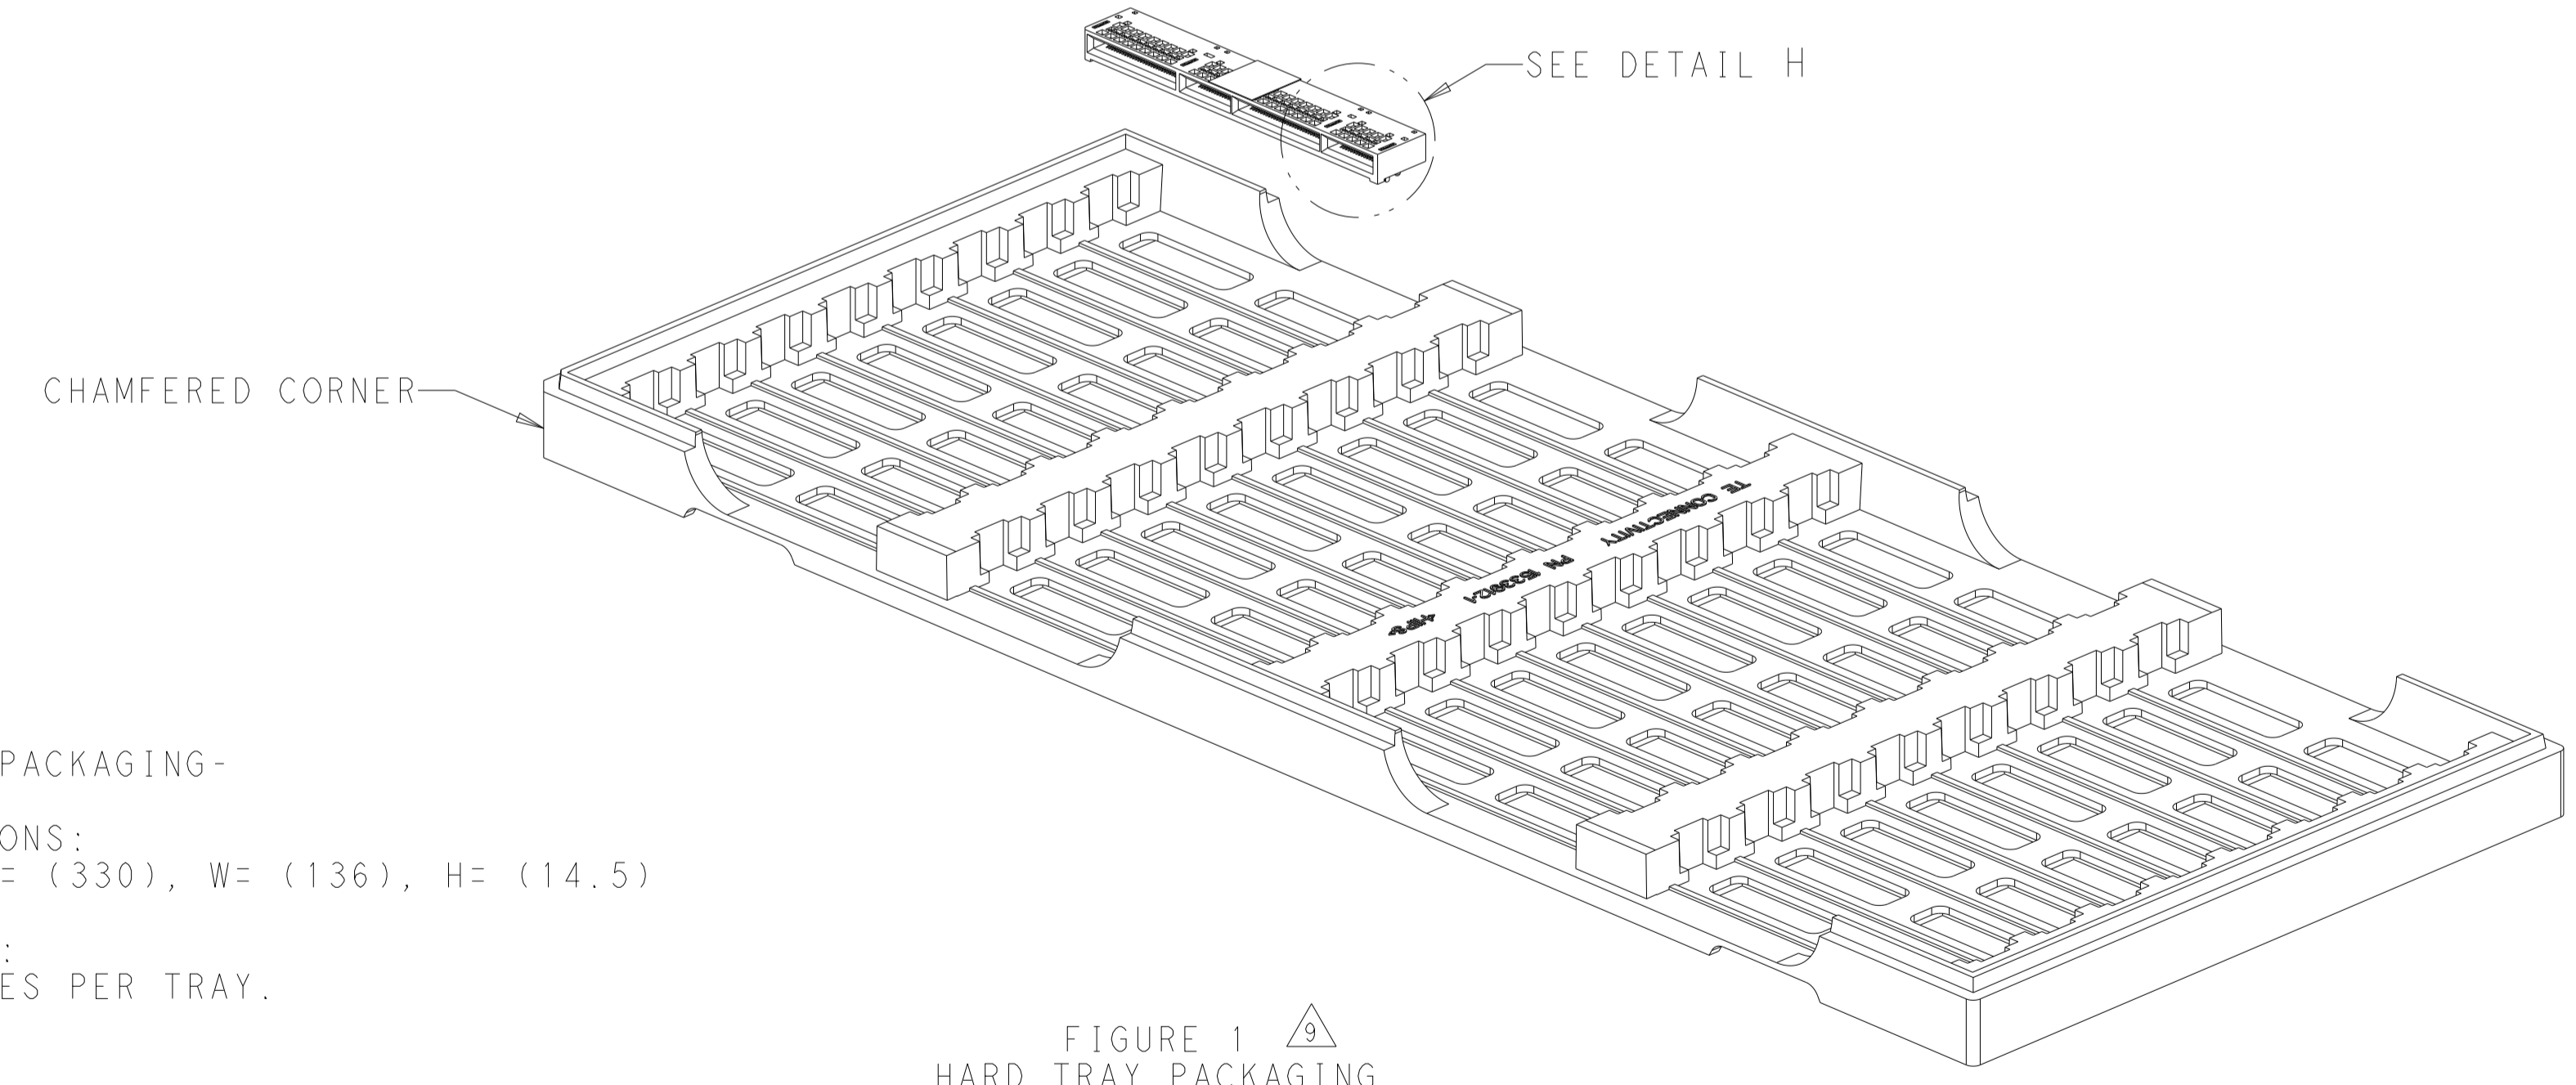 SEE DETAIL H
CHAMFERED CORNER
TE CONNECTIVITY
PACKAGING-
ONS:
= (330), W= (136), H= (14.5)
:
ES PER TRAY.
FIGURE 1 9
HARD TRAY PACKAGING